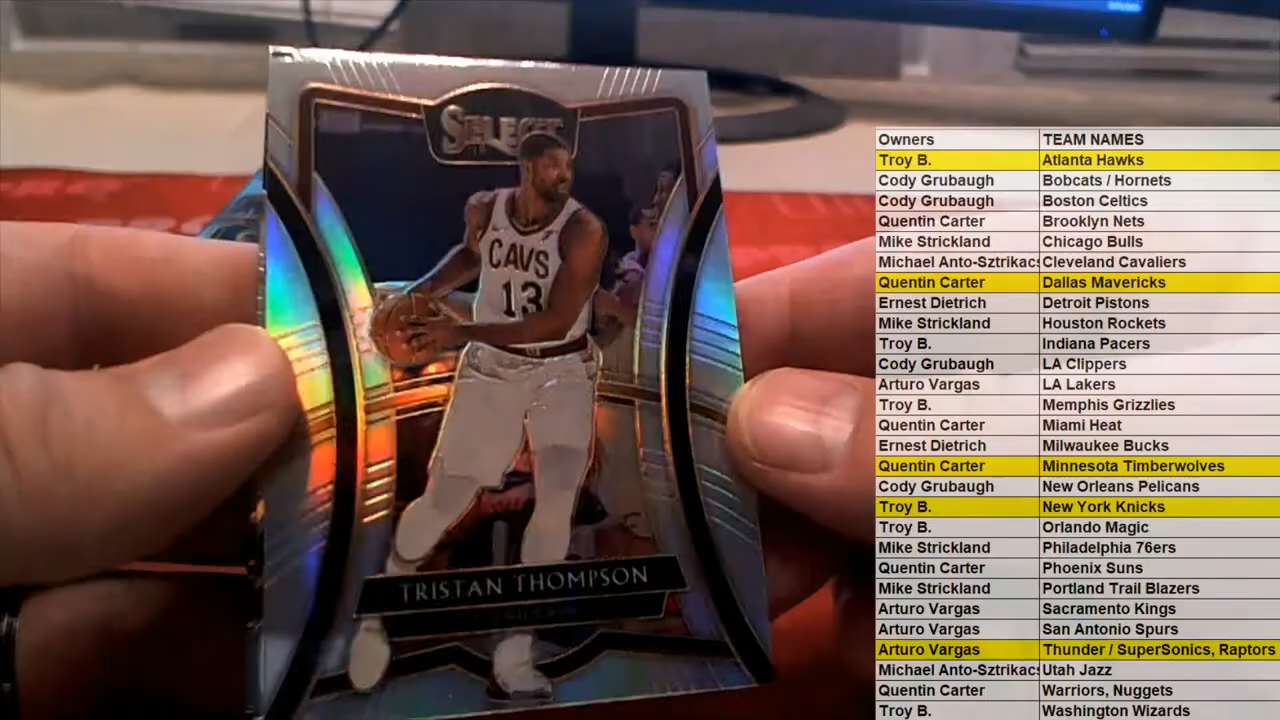 SELECT
CAVS
13
TRISTAN THOMPSON
Owners TEAM NAMES
Troy B. Atlanta Hawks
Cody Grubaugh Bobcats / Hornets
Cody Grubaugh Boston Celtics
Quentin Carter Brooklyn Nets
Mike Strickland Chicago Bulls
Michael Anto-Sztrikacs Cleveland Cavaliers
Quentin Carter Dallas Mavericks
Ernest Dietrich Detroit Pistons
Mike Strickland Houston Rockets
Troy B. Indiana Pacers
Cody Grubaugh LA Clippers
Arturo Vargas LA Lakers
Troy B. Memphis Grizzlies
Quentin Carter Miami Heat
Ernest Dietrich Milwaukee Bucks
Quentin Carter Minnesota Timberwolves
Cody Grubaugh New Orleans Pelicans
Troy B. New York Knicks
Troy B. Orlando Magic
Mike Strickland Philadelphia 76ers
Quentin Carter Phoenix Suns
Mike Strickland Portland Trail Blazers
Arturo Vargas Sacramento Kings
Arturo Vargas San Antonio Spurs
Arturo Vargas Thunder / SuperSonics, Raptors
Michael Anto-Sztrikacs Utah Jazz
Quentin Carter Warriors, Nuggets
Troy B. Washington Wizards